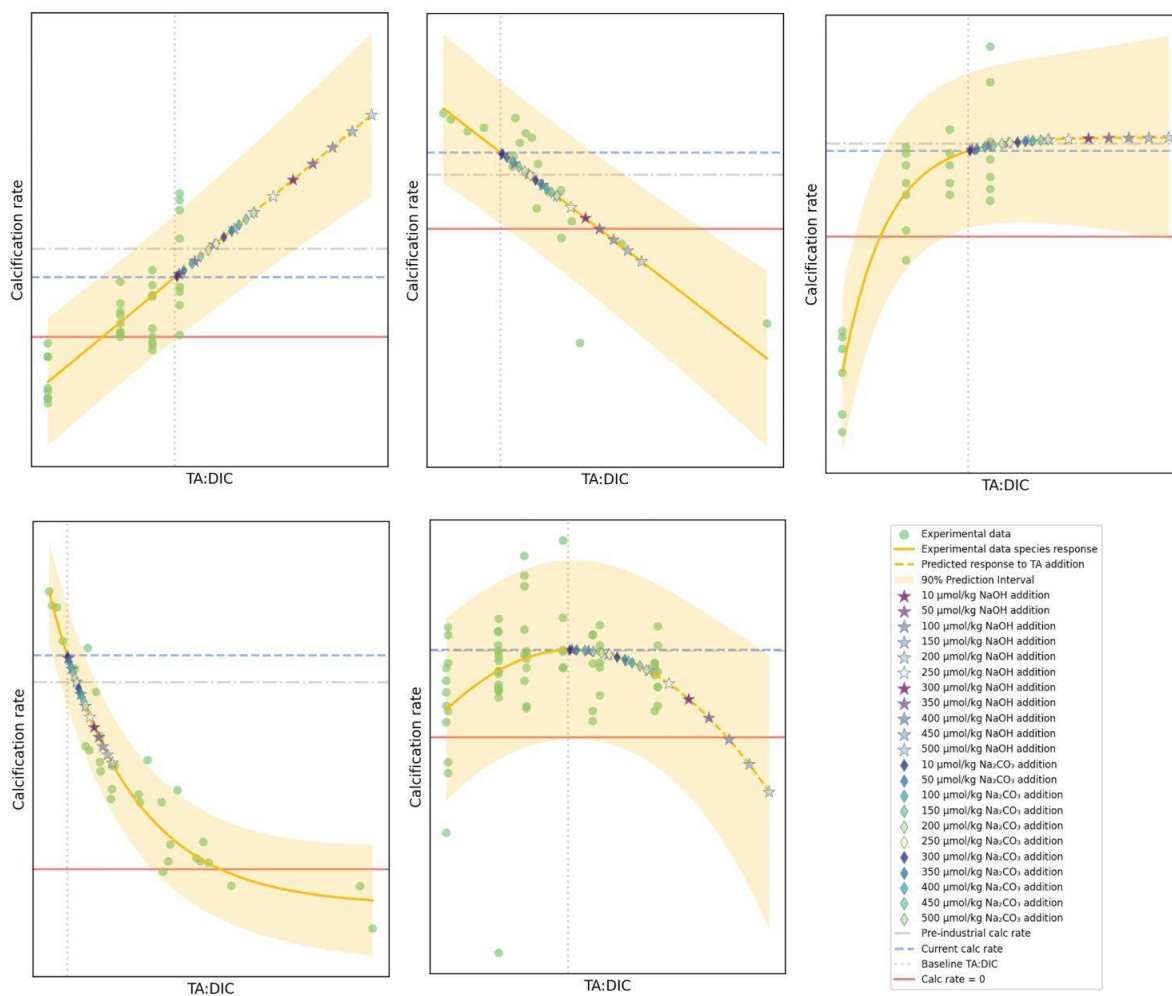 Calcification rate
TA:DIC
Calcification rate
TA:DIC
Calcification rate
TA:DIC
Calcification rate
TA:DIC
Calcification rate
TA:DIC
Experimental data
Experimental data species response
Predicted response to TA addition
90% Prediction Interval
10 µmol/kg NaOH addition
50 µmol/kg NaOH addition
100 µmol/kg NaOH addition
150 µmol/kg NaOH addition
200 µmol/kg NaOH addition
250 µmol/kg NaOH addition
300 µmol/kg NaOH addition
350 µmol/kg NaOH addition
400 µmol/kg NaOH addition
450 µmol/kg NaOH addition
500 µmol/kg NaOH addition
10 µmol/kg Na₂CO₃ addition
50 µmol/kg Na₂CO₃ addition
100 µmol/kg Na₂CO₃ addition
150 µmol/kg Na₂CO₃ addition
200 µmol/kg Na₂CO₃ addition
250 µmol/kg Na₂CO₃ addition
300 µmol/kg Na₂CO₃ addition
350 µmol/kg Na₂CO₃ addition
400 µmol/kg Na₂CO₃ addition
450 µmol/kg Na₂CO₃ addition
500 µmol/kg Na₂CO₃ addition
Pre-industrial calc rate
Current calc rate
Baseline TA:DIC
Calc rate = 0